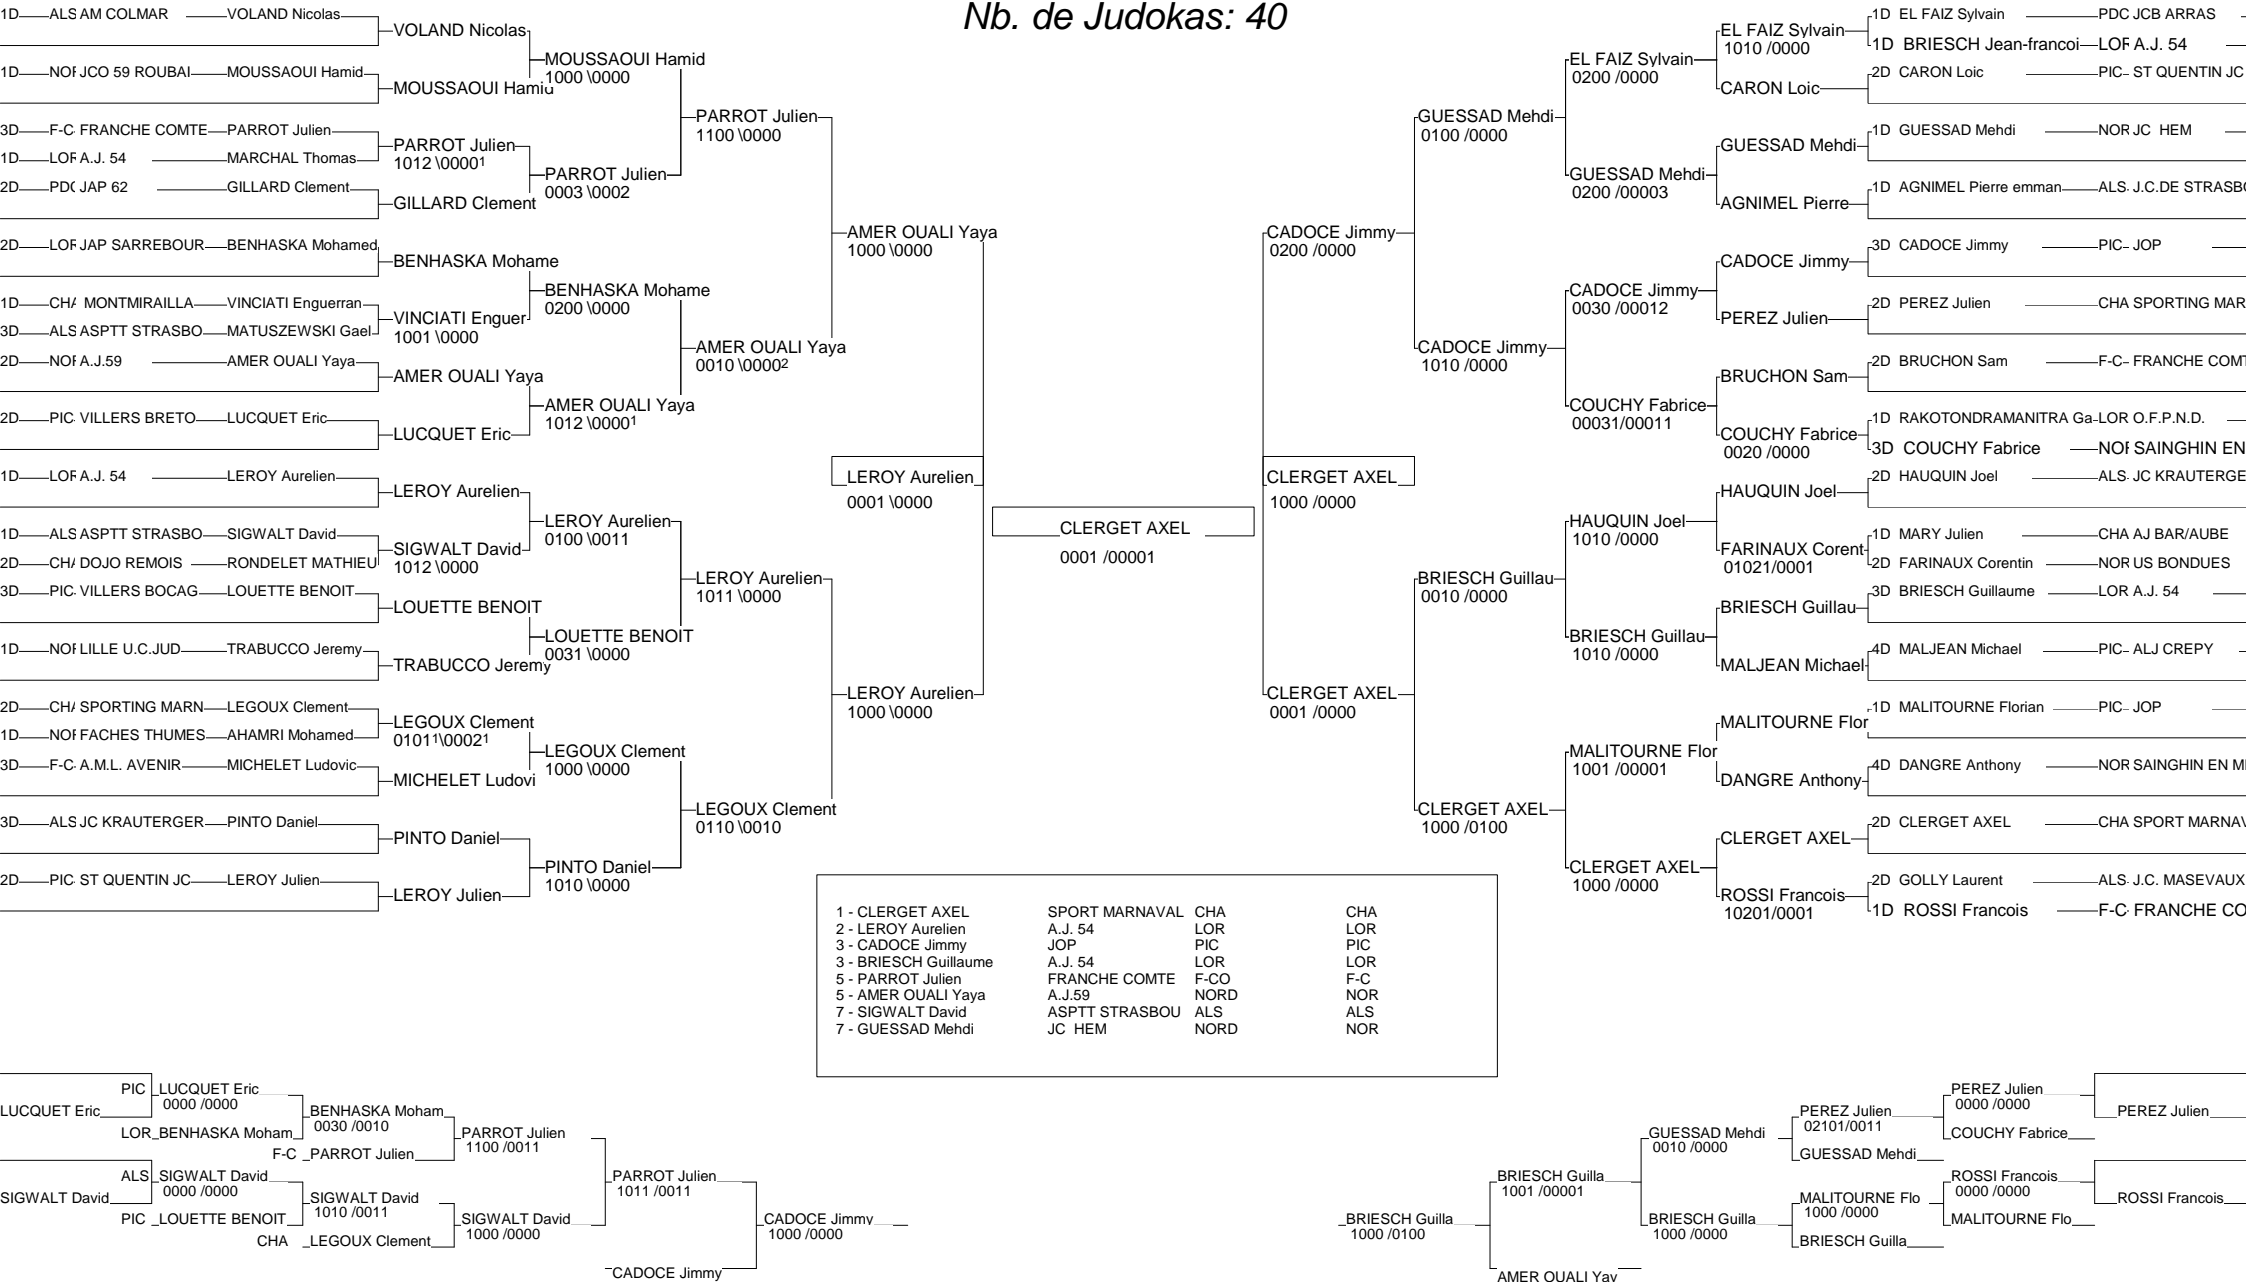 Nb. de Judokas: 40
1D ALS AM COLMAR VOLAND Nicolas
1D NOF JCO 59 ROUBAI MOUSSAOUI Hamid
3D F-C FRANCHE COMTE PARROT Julien
1D LOF A.J. 54 MARCHAL Thomas
2D PDC JAP 62 GILLARD Clement
2D LOF JAP SARREBOUR BENHASKA Mohamed
1D CHA MONTMIRAILLA VINCIATI Enguerran
3D ALS ASPTT STRASBO MATUSZEWSKI Gael
2D NOF A.J.59 AMER OUALI Yaya
2D PIC VILLERS BRETO LUCQUET Eric
1D LOF A.J. 54 LEROY Aurelien
1D ALS ASPTT STRASBO SIGWALT David
2D CHA DOJO REMOIS RONDELET MATHIEU
3D PIC VILLERS BOCAG LOUETTE BENOIT
1D NOF LILLE U.C.JUD TRABUCCO Jeremy
2D CHA SPORTING MARN LEGOUX Clement
1D NOF FACHES THUMES AHAMRI Mohamed
3D F-C A.M.L. AVENIR MICHELET Ludovic
3D ALS JC KRAUTERGER PINTO Daniel
2D PIC ST QUENTIN JC LEROY Julien
VOLAND Nicolas
MOUSSAOUI Hamid
PARROT Julien
1012 \00001
GILLARD Clement
BENHASKA Mohame
VINCIATI Enguer
1001 \0000
AMER OUALI Yaya
LUCQUET Eric
LEROY Aurelien
SIGWALT David
1012 \0000
LOUETTE BENOIT
TRABUCCO Jeremy
LEGOUX Clement
01011\00021
MICHELET Ludovi
PINTO Daniel
LEROY Julien
MOUSSAOUI Hamid
1000 \0000
PARROT Julien
0003 \0002
BENHASKA Mohame
0200 \0000
AMER OUALI Yaya
1012 \00001
LEROY Aurelien
0100 \0011
LOUETTE BENOIT
0031 \0000
LEGOUX Clement
1000 \0000
PINTO Daniel
1010 \0000
PARROT Julien
1100 \0000
AMER OUALI Yaya
0010 \00002
LEROY Aurelien
1011 \0000
LEGOUX Clement
0110 \0010
AMER OUALI Yaya
1000 \0000
LEROY Aurelien
1000 \0000
LEROY Aurelien
0001 \0000
CLERGET AXEL
0001 /00001
CLERGET AXEL
1000 /0000
CADOCE Jimmy
0200 /0000
CLERGET AXEL
0001 /0000
GUESSAD Mehdi
0100 /0000
CADOCE Jimmy
1010 /0000
BRIESCH Guillau
0010 /0000
CLERGET AXEL
1000 /0100
EL FAIZ Sylvain
0200 /0000
GUESSAD Mehdi
0200 /00003
CADOCE Jimmy
0030 /00012
COUCHY Fabrice
00031/00011
HAUQUIN Joel
1010 /0000
BRIESCH Guillau
1010 /0000
MALITOURNE Flor
1001 /00001
CLERGET AXEL
1000 /0000
EL FAIZ Sylvain
1010 /0000
CARON Loic
GUESSAD Mehdi
AGNIMEL Pierre
CADOCE Jimmy
PEREZ Julien
BRUCHON Sam
COUCHY Fabrice
0020 /0000
HAUQUIN Joel
FARINAUX Corent
01021/0001
BRIESCH Guillau
MALJEAN Michael
MALITOURNE Flor
DANGRE Anthony
CLERGET AXEL
ROSSI Francois
10201/0001
1D EL FAIZ Sylvain PDC JCB ARRAS
1D BRIESCH Jean-francoi LOR A.J. 54
2D CARON Loic PIC ST QUENTIN JC
1D GUESSAD Mehdi NOR JC HEM
1D AGNIMEL Pierre emman ALS J.C.DE STRASBO
3D CADOCE Jimmy PIC JOP
2D PEREZ Julien CHA SPORTING MAR
2D BRUCHON Sam F-C FRANCHE COMT
1D RAKOTONDRAMANITRA Ga LOR O.F.P.N.D.
3D COUCHY Fabrice NOF SAINGHIN EN
2D HAUQUIN Joel ALS JC KRAUTERGE
1D MARY Julien CHA AJ BAR/AUBE
2D FARINAUX Corentin NOR US BONDUES
3D BRIESCH Guillaume LOR A.J. 54
4D MALJEAN Michael PIC ALJ CREPY
1D MALITOURNE Florian PIC JOP
4D DANGRE Anthony NOR SAINGHIN EN M
2D CLERGET AXEL CHA SPORT MARNAV
2D GOLLY Laurent ALS J.C. MASEVAUX
1D ROSSI Francois F-C FRANCHE CO
1 - CLERGET AXEL SPORT MARNAVAL CHA CHA
2 - LEROY Aurelien A.J. 54 LOR LOR
3 - CADOCE Jimmy JOP PIC PIC
3 - BRIESCH Guillaume A.J. 54 LOR LOR
5 - PARROT Julien FRANCHE COMTE F-CO F-C
5 - AMER OUALI Yaya A.J.59 NORD NOR
7 - SIGWALT David ASPTT STRASBOU ALS ALS
7 - GUESSAD Mehdi JC HEM NORD NOR
LUCQUET Eric
SIGWALT David
PIC LUCQUET Eric
0000 /0000
LOR BENHASKA Moham
ALS SIGWALT David
0000 /0000
PIC LOUETTE BENOIT
BENHASKA Moham
0030 /0010
F-C PARROT Julien
SIGWALT David
1010 /0011
CHA LEGOUX Clement
PARROT Julien
1100 /0011
SIGWALT David
1000 /0000
PARROT Julien
1011 /0011
CADOCE Jimmy
CADOCE Jimmy
1000 /0000
BRIESCH Guilla
1000 /0100
BRIESCH Guilla
1001 /00001
AMER OUALI Yav
GUESSAD Mehdi
0010 /0000
BRIESCH Guilla
1000 /0000
PEREZ Julien
02101/0011
GUESSAD Mehdi
MALITOURNE Flo
1000 /0000
BRIESCH Guilla
PEREZ Julien
0000 /0000
COUCHY Fabrice
ROSSI Francois
0000 /0000
MALITOURNE Flo
PEREZ Julien
ROSSI Francois